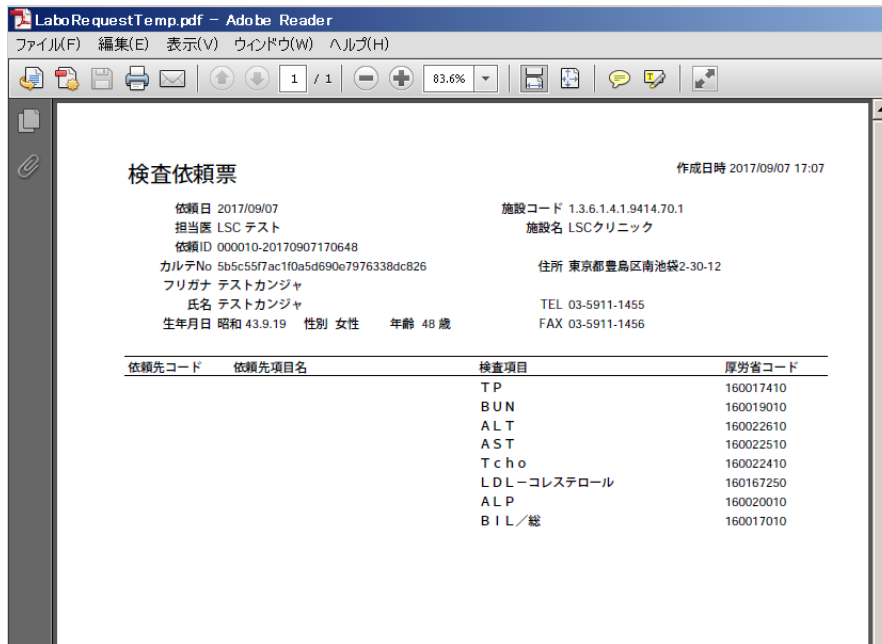 LaboRequestTemp.pdf - Adobe Reader
ファイル(F) 編集(E) 表示(V) ウィンドウ(W) ヘルプ(H)
1 / 1 83.6%
検査依頼票
作成日時 2017/09/07 17:07
依頼日 2017/09/07 施設コード 1.3.6.1.4.1.9414.70.1
担当医 LSC テスト 施設名 LSCクリニック
依頼ID 000010-20170907170648
カルテNo 5b5c55f7ac1f0a5d690e7976338dc826 住所 東京都豊島区南池袋2-30-12
フリガナ テストカンジャ
氏名 テストカンジャ TEL 03-5911-1455
生年月日 昭和 43.9.19 性別 女性 年齢 48 歳 FAX 03-5911-1456
依頼先コード 依頼先項目名 検査項目 厚労省コード
TP 160017410
BUN 160019010
ALT 160022610
AST 160022510
Tcho 160022410
LDL－コレステロール 160167250
ALP 160020010
BIL／総 160017010